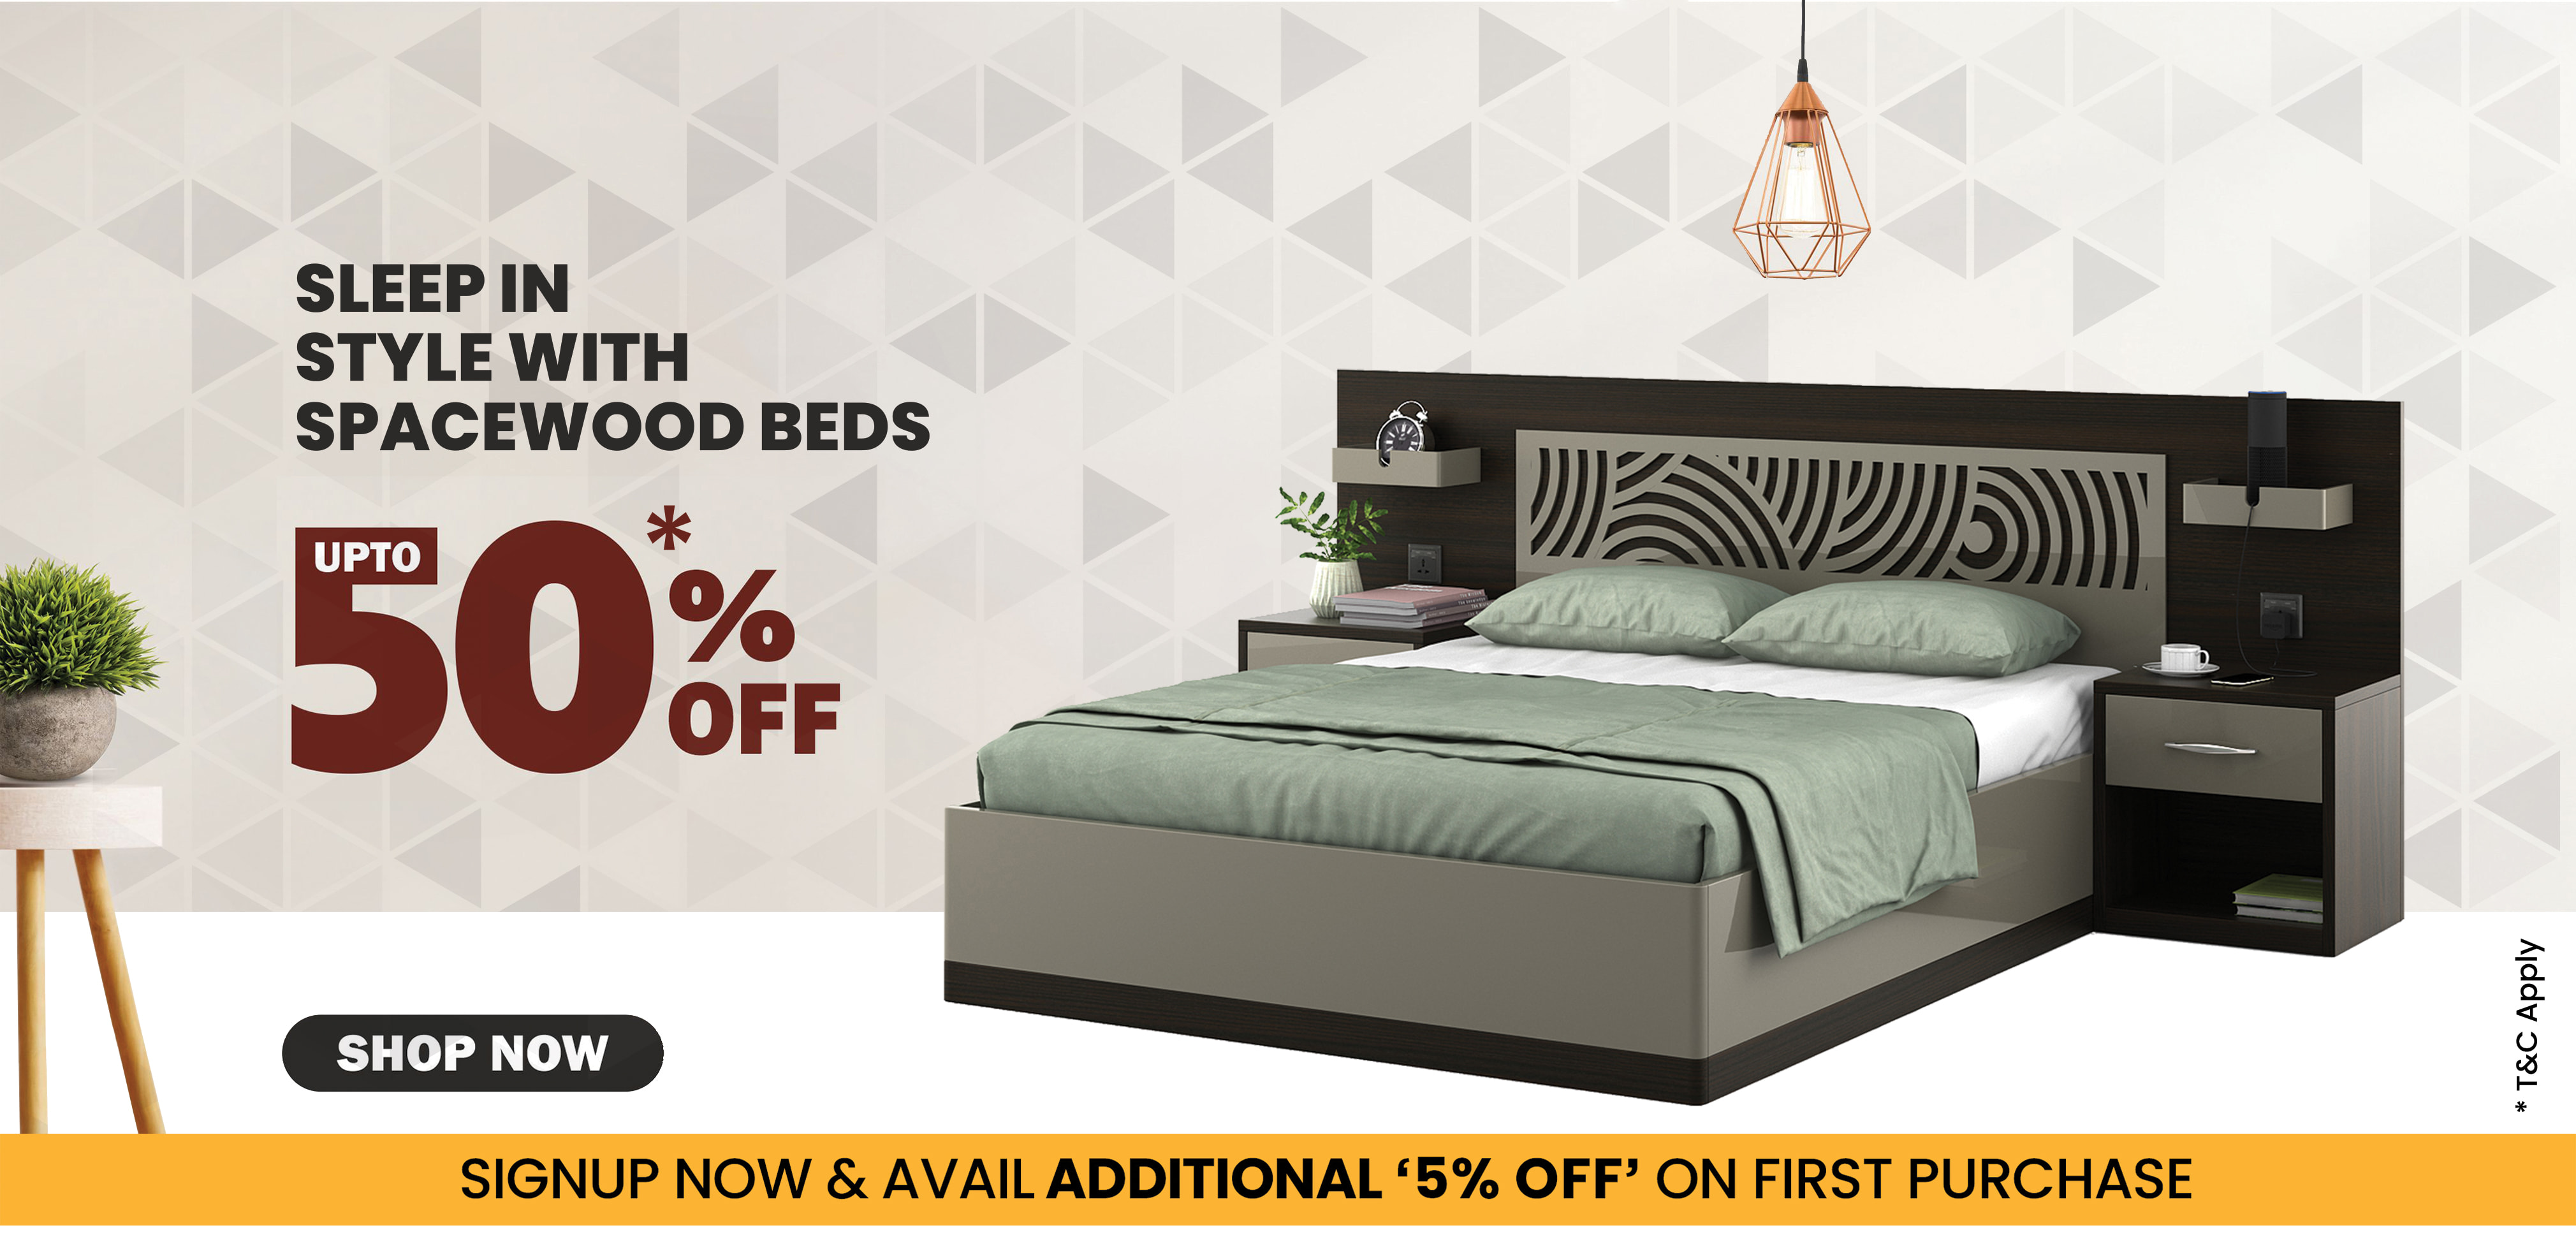 SLEEP IN
STYLE WITH
SPACEWOOD BEDS
UPTO
50*
%
OFF
SHOP NOW
* T&C Apply
SIGNUP NOW & AVAIL ADDITIONAL ‘5% OFF’ ON FIRST PURCHASE